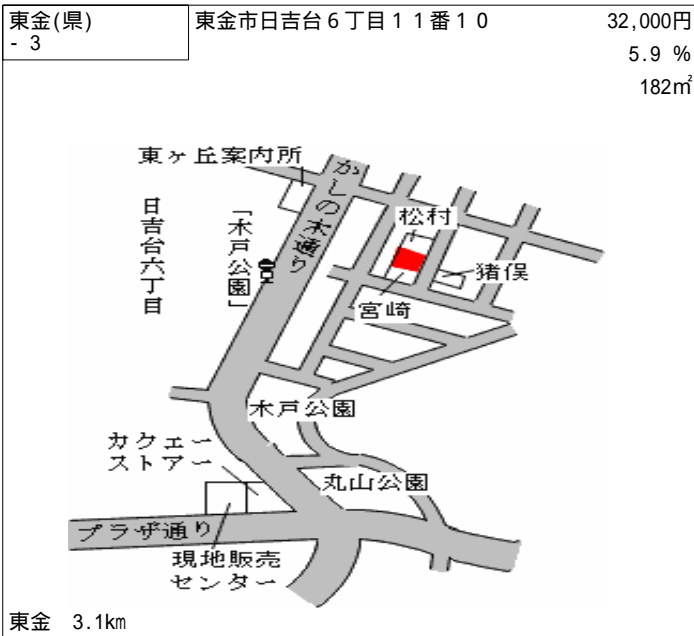 東金(県)
- 3
東金市日吉台６丁目１１番１０
32,000円
5.9 %
182㎡
東ヶ丘案内所
かしの木通り
日吉台六丁目
「木戸公園」
松村
猪俣
宮崎
木戸公園
カクエー
ストアー
丸山公園
プラザ通り
現地販売
センター
東金 3.1km